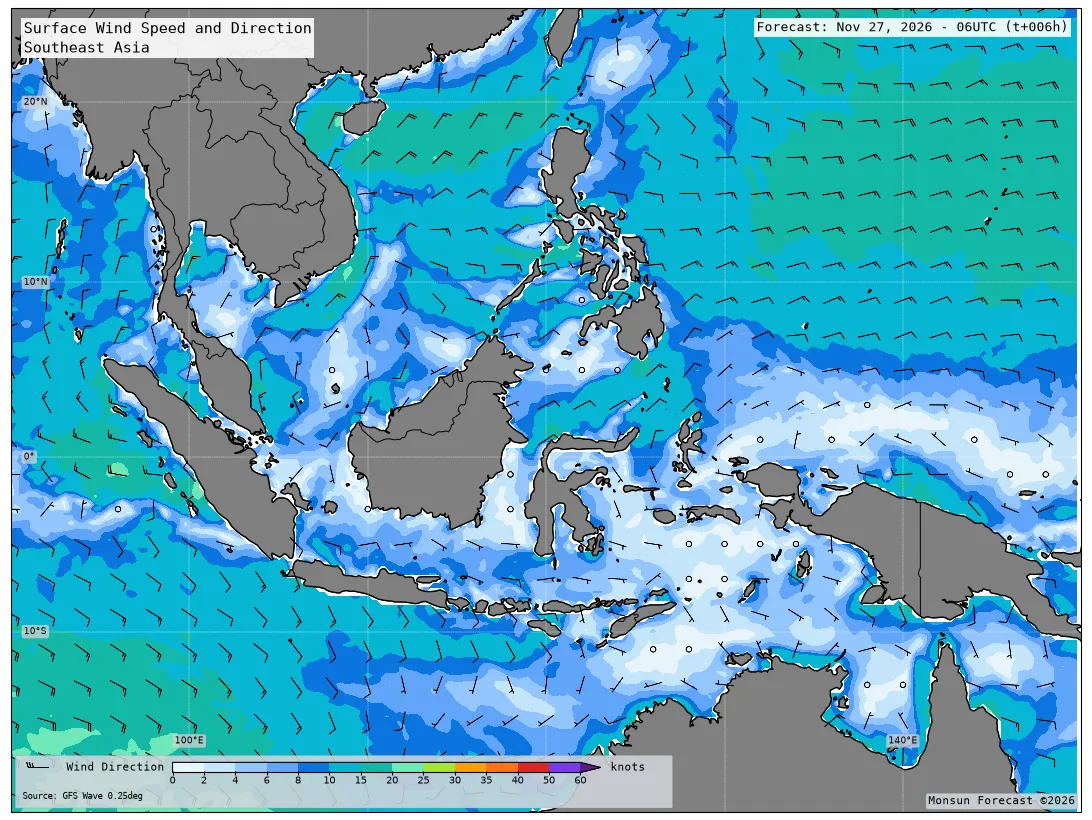 Surface Wind Speed and Direction
Southeast Asia
Forecast: Nov 27, 2026 - 06UTC (t+006h)
20°N
10°N
0°
10°S
100°E
140°E
Wind Direction
0 2 4 6 8 10 15 20 25 30 35 40 50 60
knots
Source: GFS Wave 0.25deg
Monsun Forecast ©2026